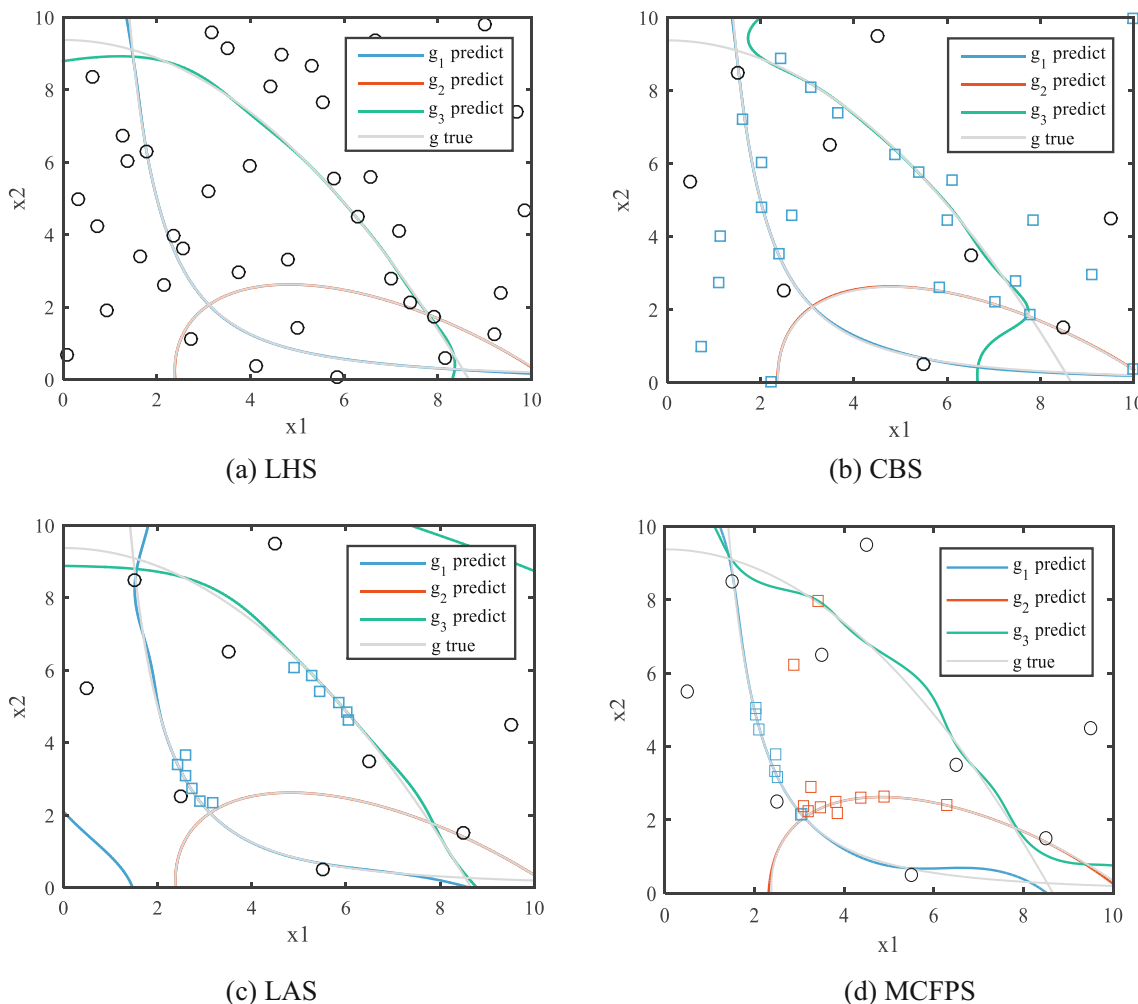 10
8
6
4
2
0
x2
g1 predict
g2 predict
g3 predict
g true
0 2 4 6 8 10
x1
(a) LHS
10
8
6
4
2
0
x2
g1 predict
g2 predict
g3 predict
g true
0 2 4 6 8 10
x1
(b) CBS
10
8
6
4
2
0
x2
g1 predict
g2 predict
g3 predict
g true
0 2 4 6 8 10
x1
(c) LAS
10
8
6
4
2
0
x2
g1 predict
g2 predict
g3 predict
g true
0 2 4 6 8 10
x1
(d) MCFPS